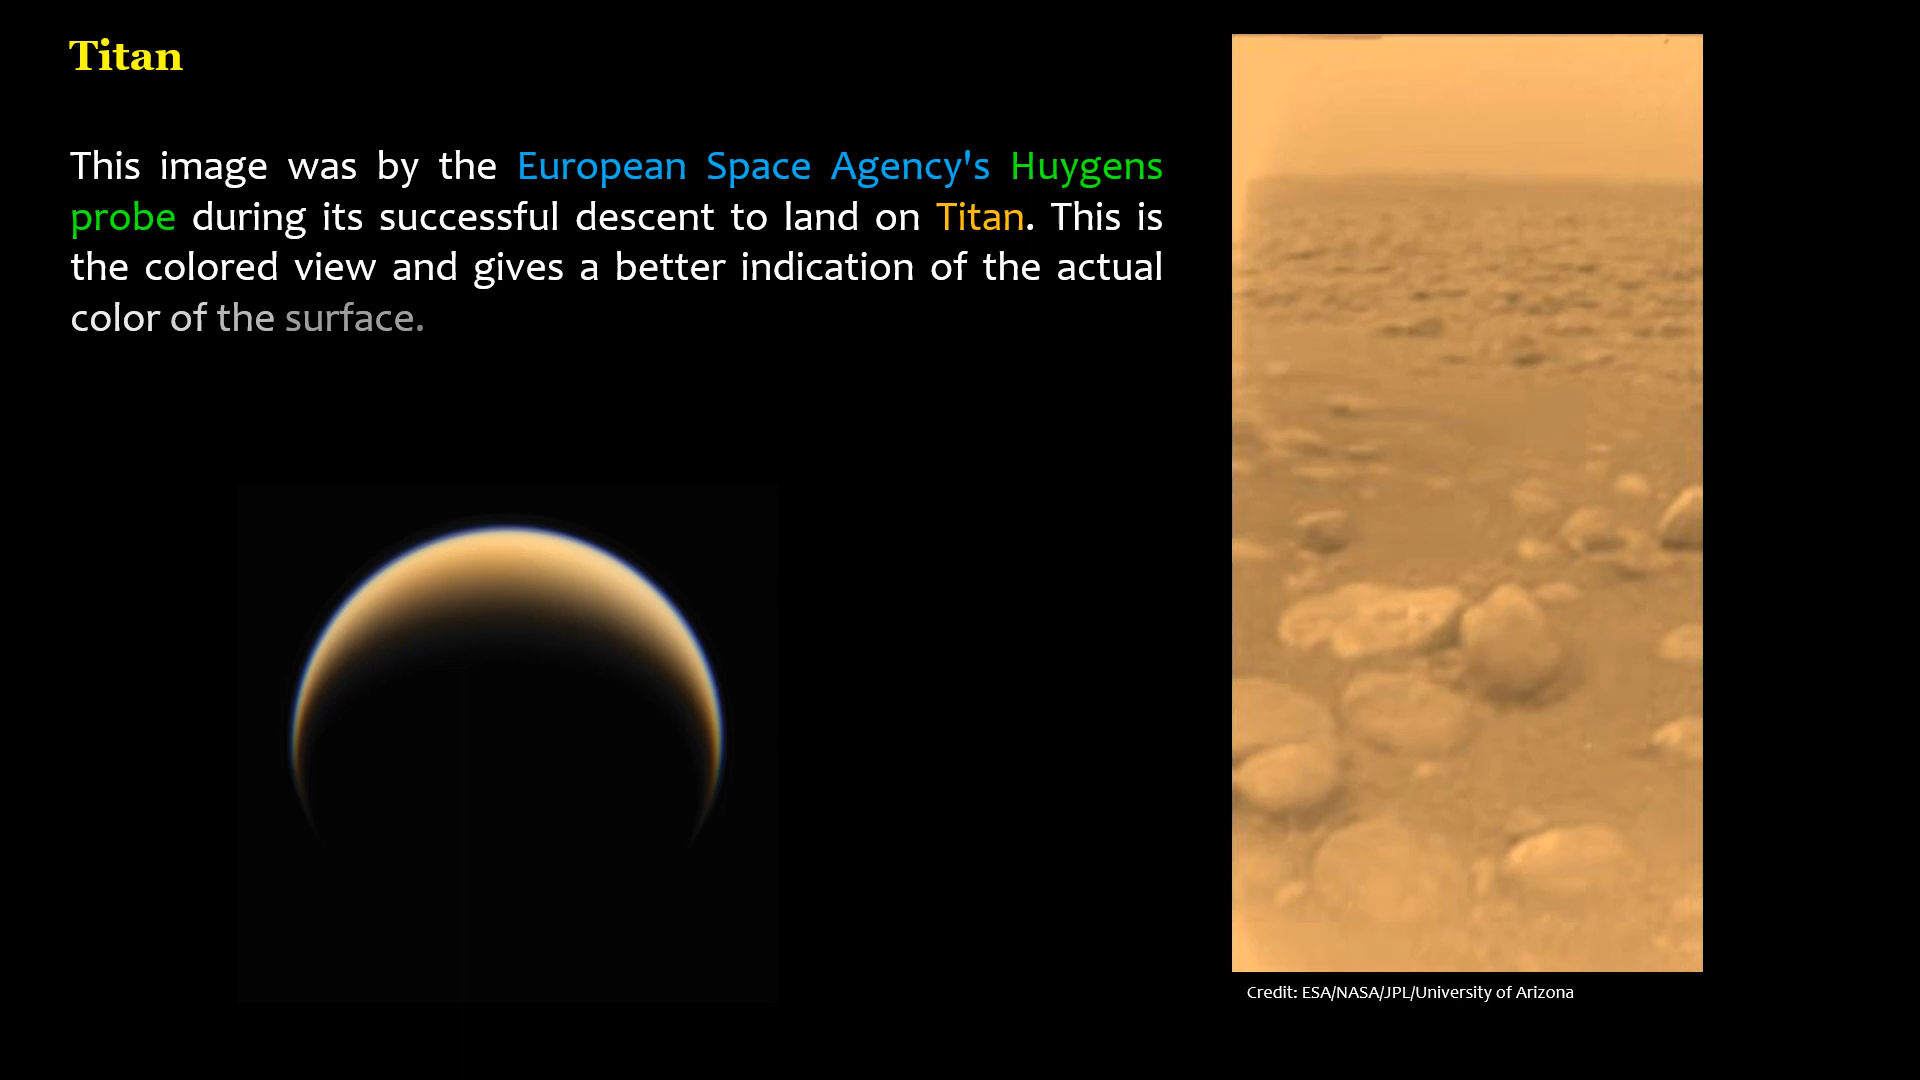 Titan
This image was by the European Space Agency's Huygens
probe during its successful descent to land on Titan. This is
the colored view and gives a better indication of the actual
color of the surface.
Credit: ESA/NASA/JPL/University of Arizona